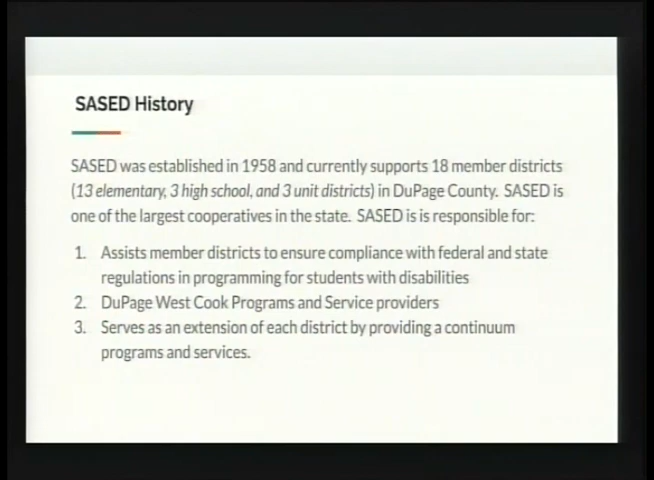 SASED History
SASED was established in 1958 and currently supports 18 member districts
(13 elementary, 3 high school, and 3 unit districts) in DuPage County. SASED is
one of the largest cooperatives in the state. SASED is is responsible for:
1. Assists member districts to ensure compliance with federal and state
regulations in programming for students with disabilities
2. DuPage West Cook Programs and Service providers
3. Serves as an extension of each district by providing a continuum
programs and services.